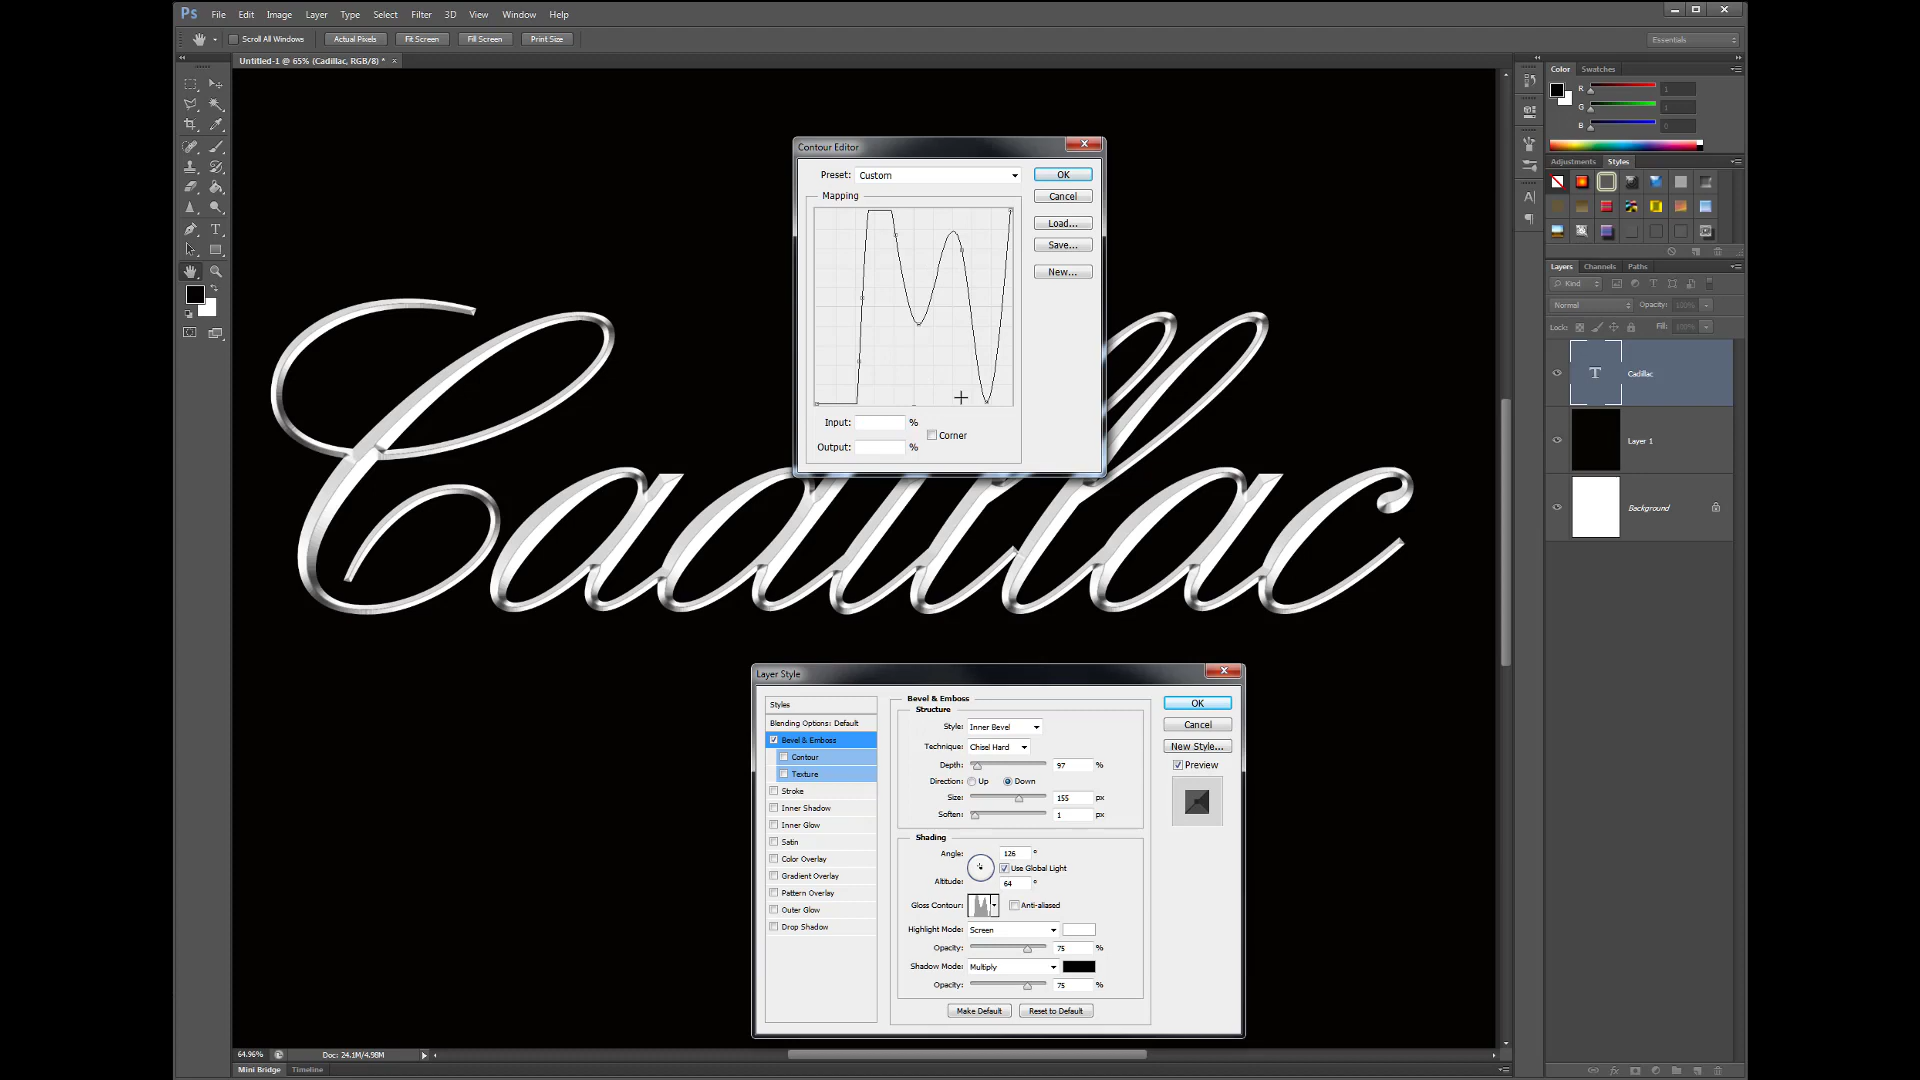 Ps File Edit Image Layer Type Select Filter 3D View Window Help
Scroll All Windows Actual Pixels Fit Screen Fill Screen Print Size Essentials
Untitled-1 @ 65% (Cadillac, RGB/8) * ×
Color Swatches
R 1
G 1
B 0
Adjustments Styles
Layers Channels Paths
Kind
Normal Opacity: 100%
Lock: Fill: 100%
T Cadillac
Layer 1
Background
Contour Editor
Preset: Custom OK
Mapping Cancel
Load...
Save...
New...
Input: %
Corner
Output: %
Cadillac
Layer Style
Styles
Blending Options: Default
Bevel & Emboss
Contour
Texture
Stroke
Inner Shadow
Inner Glow
Satin
Color Overlay
Gradient Overlay
Pattern Overlay
Outer Glow
Drop Shadow
Bevel & Emboss
Structure
Style: Inner Bevel
Technique: Chisel Hard
Depth: 97 %
Direction: Up Down
Size: 155 px
Soften: 1 px
Shading
Angle: 126 °
Use Global Light
Altitude: 64 °
Gloss Contour: Anti-aliased
Highlight Mode: Screen
Opacity: 75 %
Shadow Mode: Multiply
Opacity: 75 %
Make Default Reset to Default
OK
Cancel
New Style...
Preview
64.96% Doc: 24.1M/4.98M
Mini Bridge Timeline